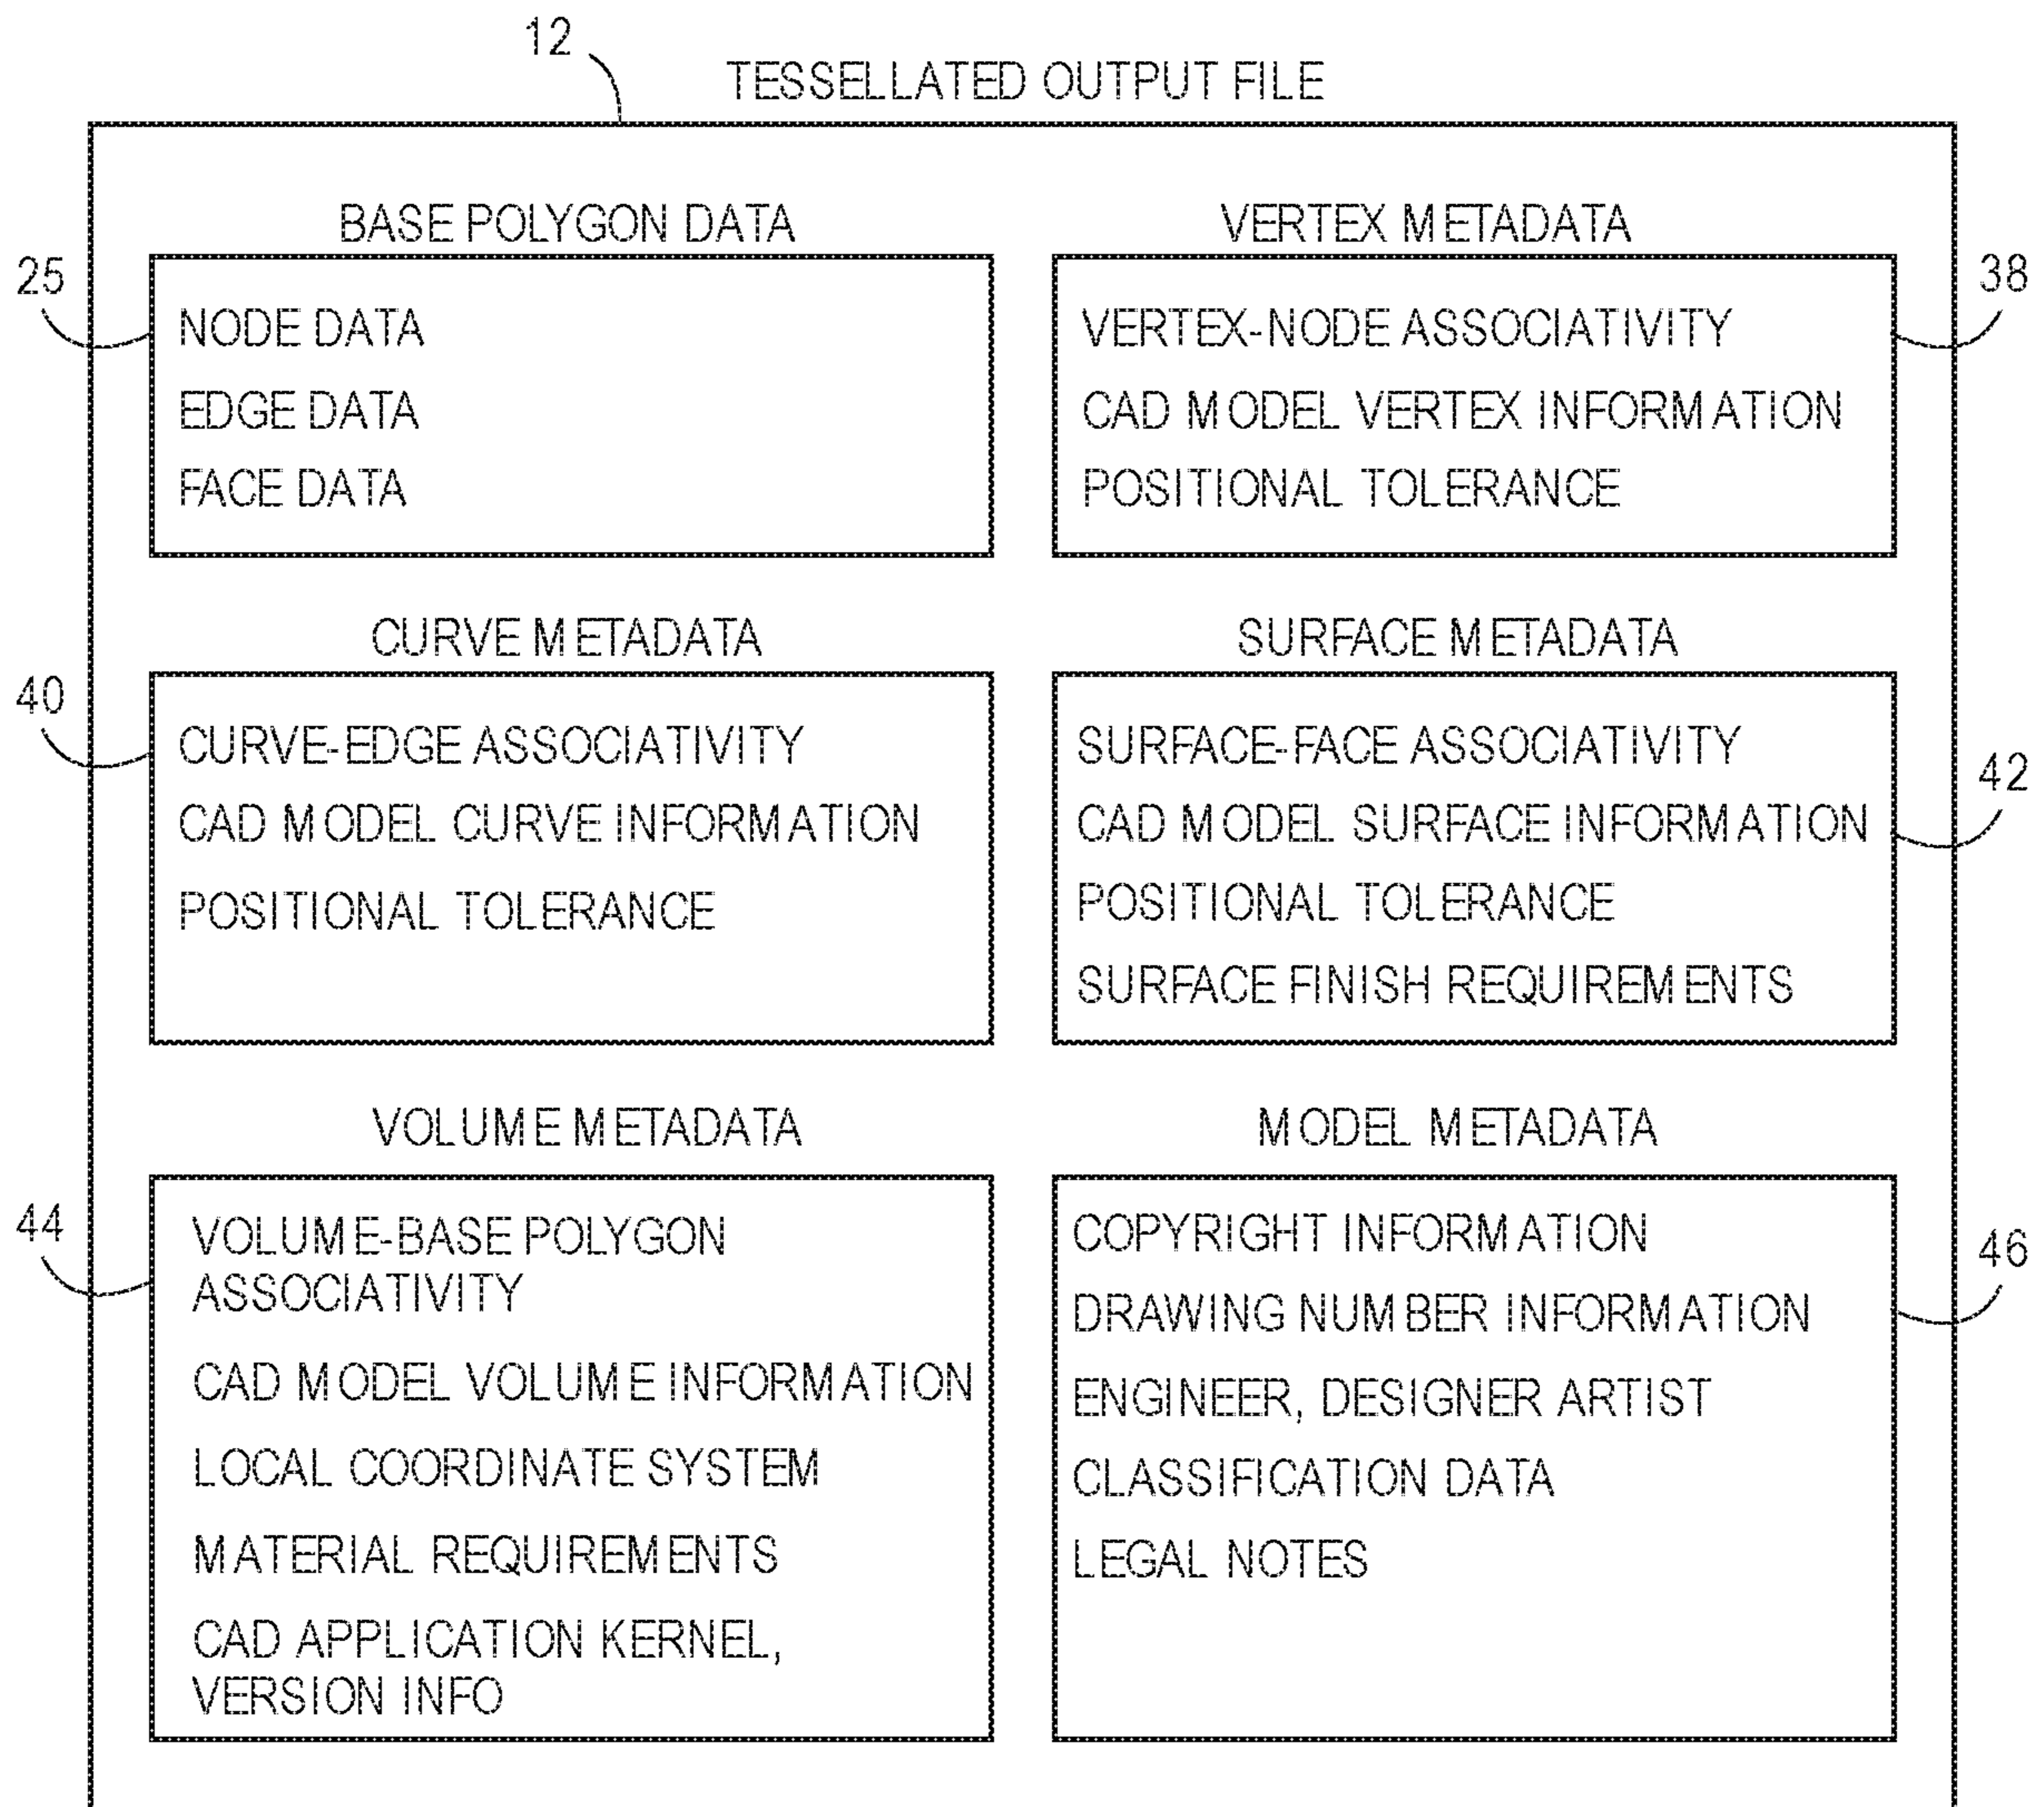 12
TESSELLATED OUTPUT FILE
BASE POLYGON DATA
25
NODE DATA
EDGE DATA
FACE DATA
VERTEX METADATA
38
VERTEX-NODE ASSOCIATIVITY
CAD MODEL VERTEX INFORMATION
POSITIONAL TOLERANCE
CURVE METADATA
40
CURVE-EDGE ASSOCIATIVITY
CAD MODEL CURVE INFORMATION
POSITIONAL TOLERANCE
SURFACE METADATA
42
SURFACE-FACE ASSOCIATIVITY
CAD MODEL SURFACE INFORMATION
POSITIONAL TOLERANCE
SURFACE FINISH REQUIREMENTS
VOLUME METADATA
44
VOLUME-BASE POLYGON
ASSOCIATIVITY
CAD MODEL VOLUME INFORMATION
LOCAL COORDINATE SYSTEM
MATERIAL REQUIREMENTS
CAD APPLICATION KERNEL,
VERSION INFO
MODEL METADATA
46
COPYRIGHT INFORMATION
DRAWING NUMBER INFORMATION
ENGINEER, DESIGNER ARTIST
CLASSIFICATION DATA
LEGAL NOTES